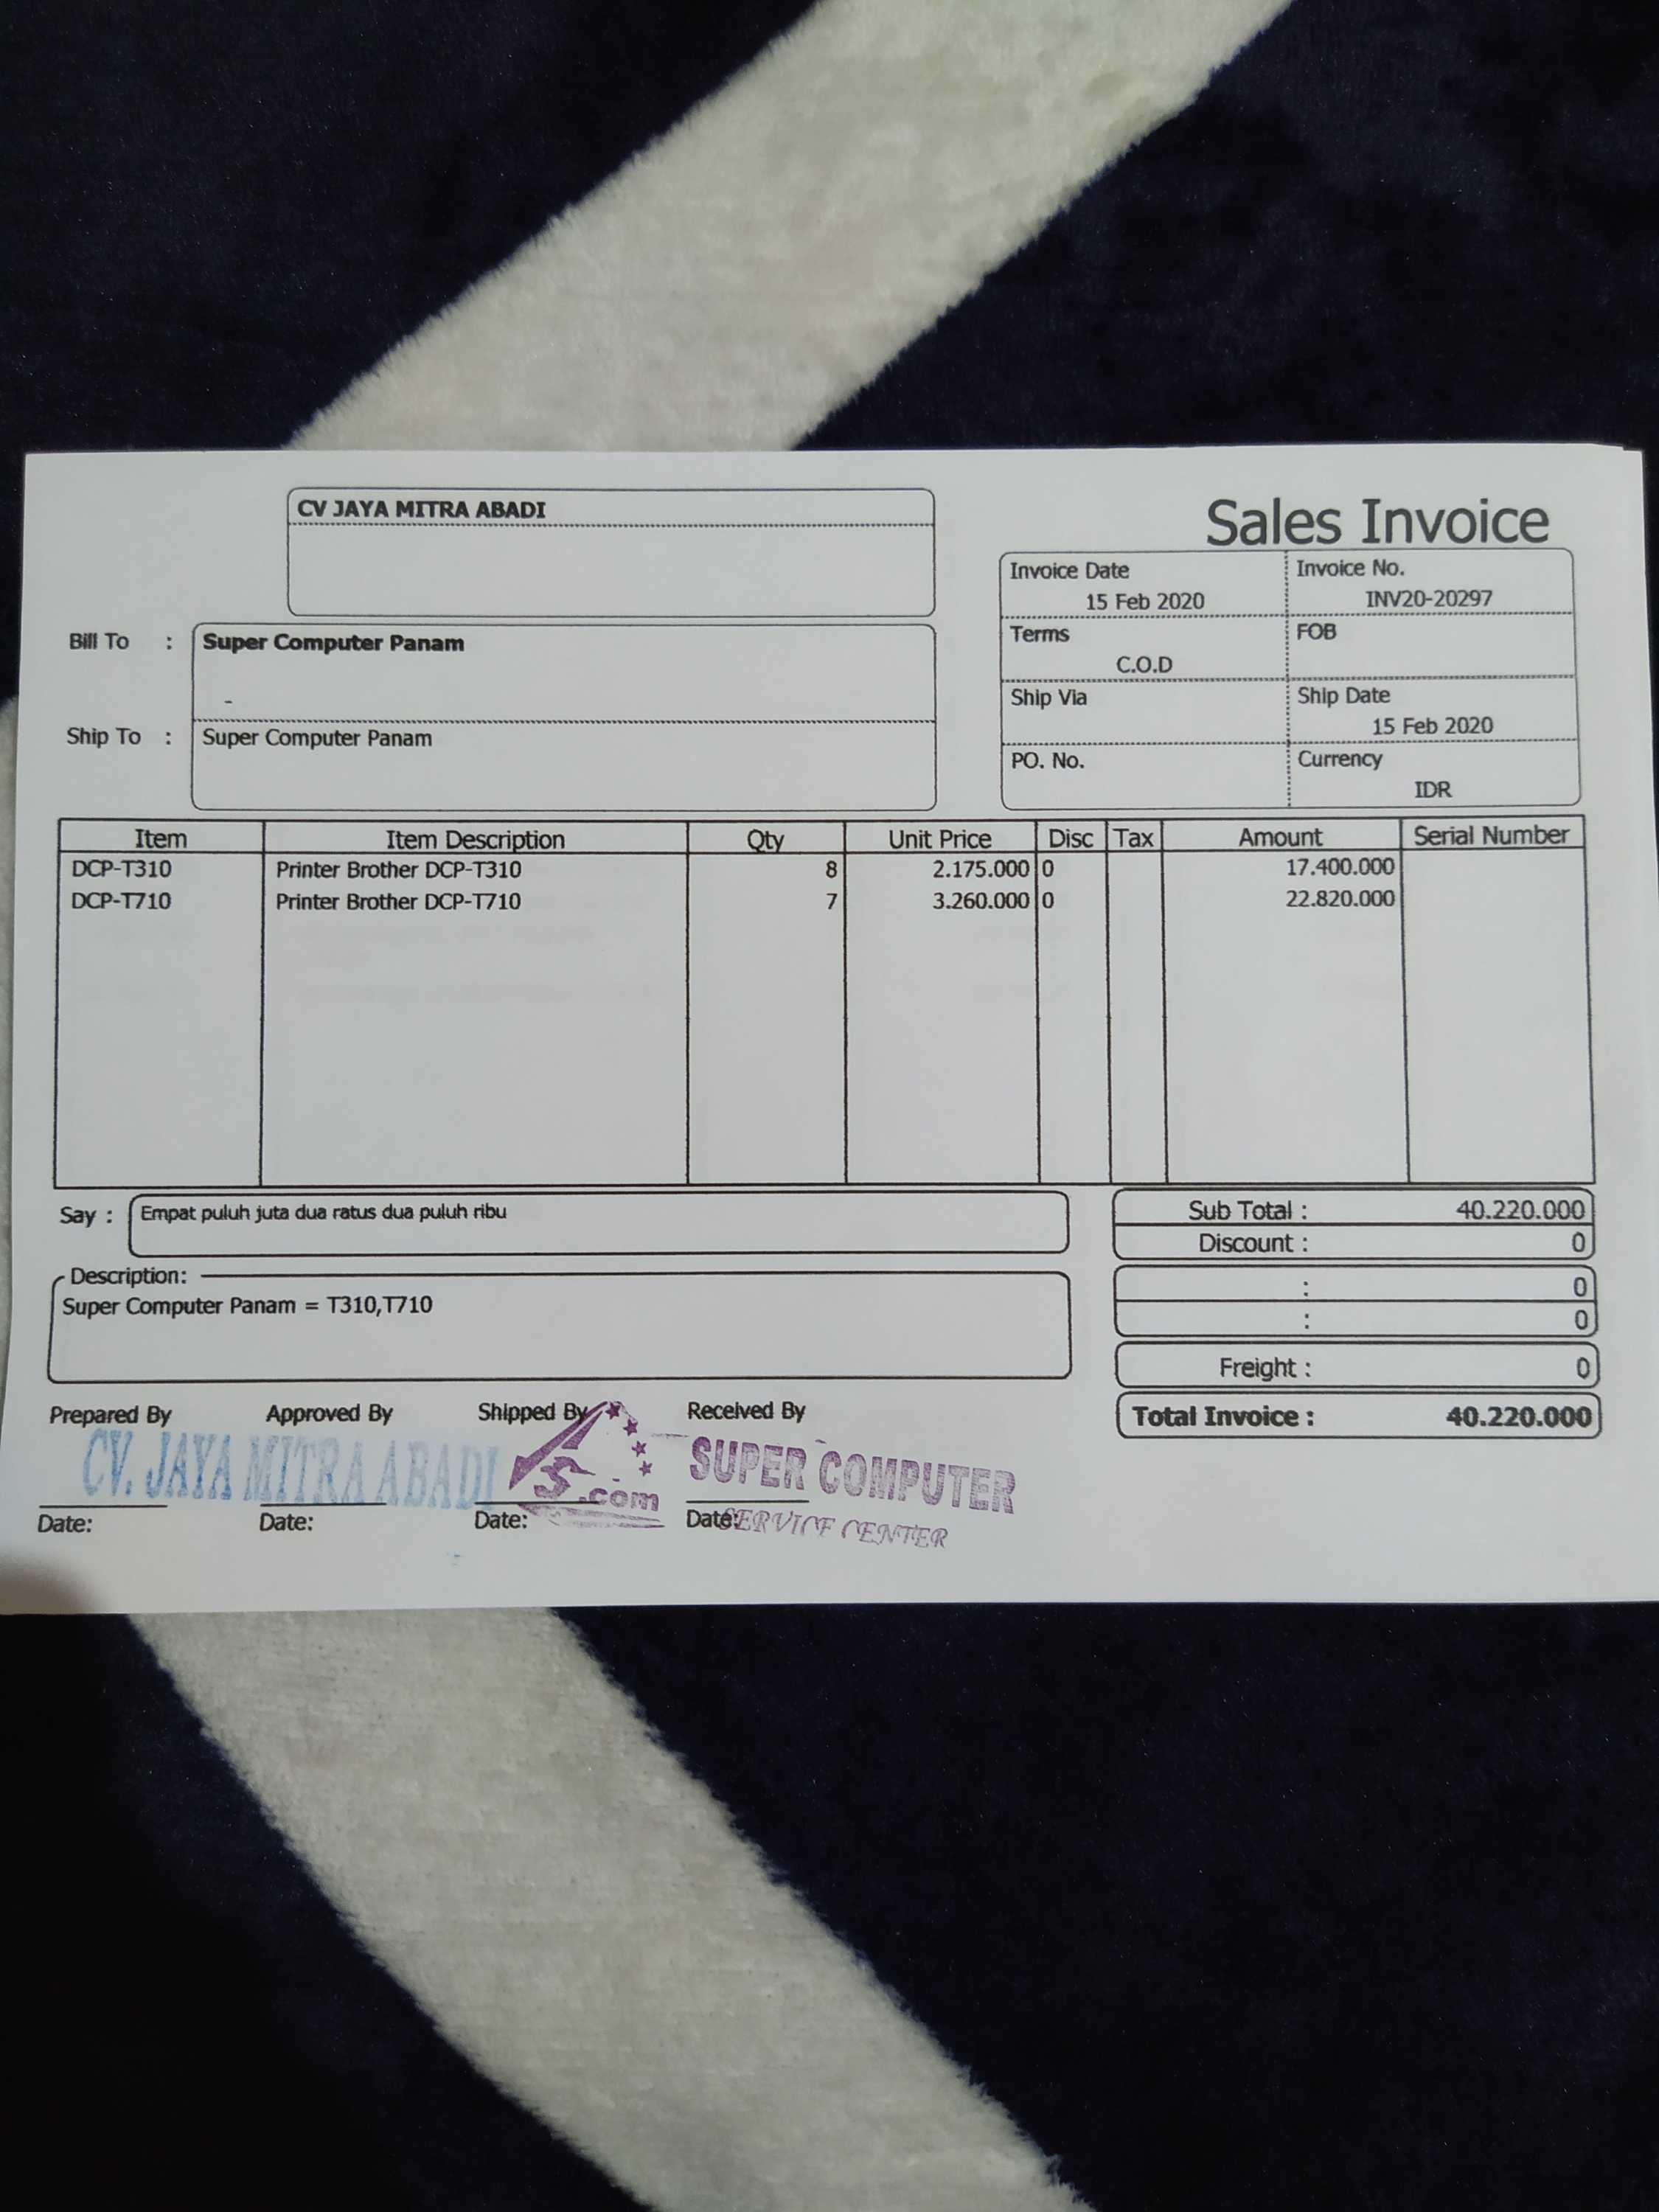 CV JAYA MITRA ABADI
Sales Invoice
Invoice Date
15 Feb 2020
Invoice No.
INV20-20297
Terms
C.O.D
FOB
Ship Via
Ship Date
15 Feb 2020
PO. No.
Currency
IDR
Bill To : Super Computer Panam
-
Ship To : Super Computer Panam
Item Item Description Qty Unit Price Disc Tax Amount Serial Number
DCP-T310 Printer Brother DCP-T310 8 2.175.000 0 17.400.000
DCP-T710 Printer Brother DCP-T710 7 3.260.000 0 22.820.000
Say : Empat puluh juta dua ratus dua puluh ribu
Sub Total : 40.220.000
Discount : 0
: 0
: 0
Freight : 0
Total Invoice : 40.220.000
Description:
Super Computer Panam = T310,T710
Prepared By Approved By Shipped By Received By
CV. JAYA MITRA ABADI
S.com
SUPER COMPUTER
SERVICE CENTER
Date: Date: Date: Date: